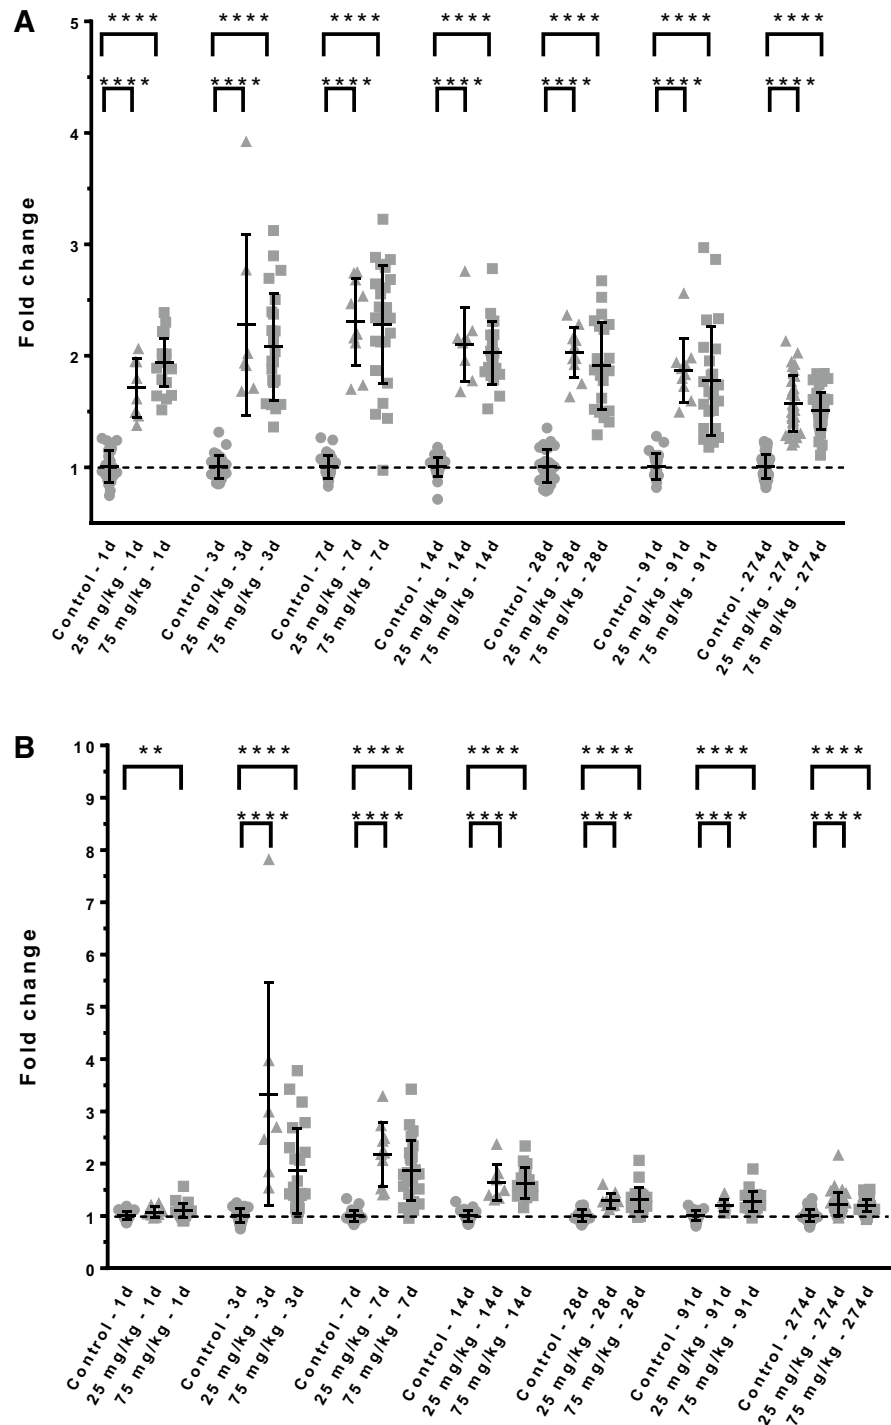 A
5
**** **** **** **** **** **** ****
**** **** **** **** **** **** ****
4
3
2
1
Fold change
Control - 1d
25 mg/kg - 1d
75 mg/kg - 1d
Control - 3d
25 mg/kg - 3d
75 mg/kg - 3d
Control - 7d
25 mg/kg - 7d
75 mg/kg - 7d
Control - 14d
25 mg/kg - 14d
75 mg/kg - 14d
Control - 28d
25 mg/kg - 28d
75 mg/kg - 28d
Control - 91d
25 mg/kg - 91d
75 mg/kg - 91d
Control - 274d
25 mg/kg - 274d
75 mg/kg - 274d
B
10
** **** **** **** **** **** ****
9
**** **** **** **** **** ****
8
7
6
5
4
3
2
1
0
Fold change
Control - 1d
25 mg/kg - 1d
75 mg/kg - 1d
Control - 3d
25 mg/kg - 3d
75 mg/kg - 3d
Control - 7d
25 mg/kg - 7d
75 mg/kg - 7d
Control - 14d
25 mg/kg - 14d
75 mg/kg - 14d
Control - 28d
25 mg/kg - 28d
75 mg/kg - 28d
Control - 91d
25 mg/kg - 91d
75 mg/kg - 91d
Control - 274d
25 mg/kg - 274d
75 mg/kg - 274d